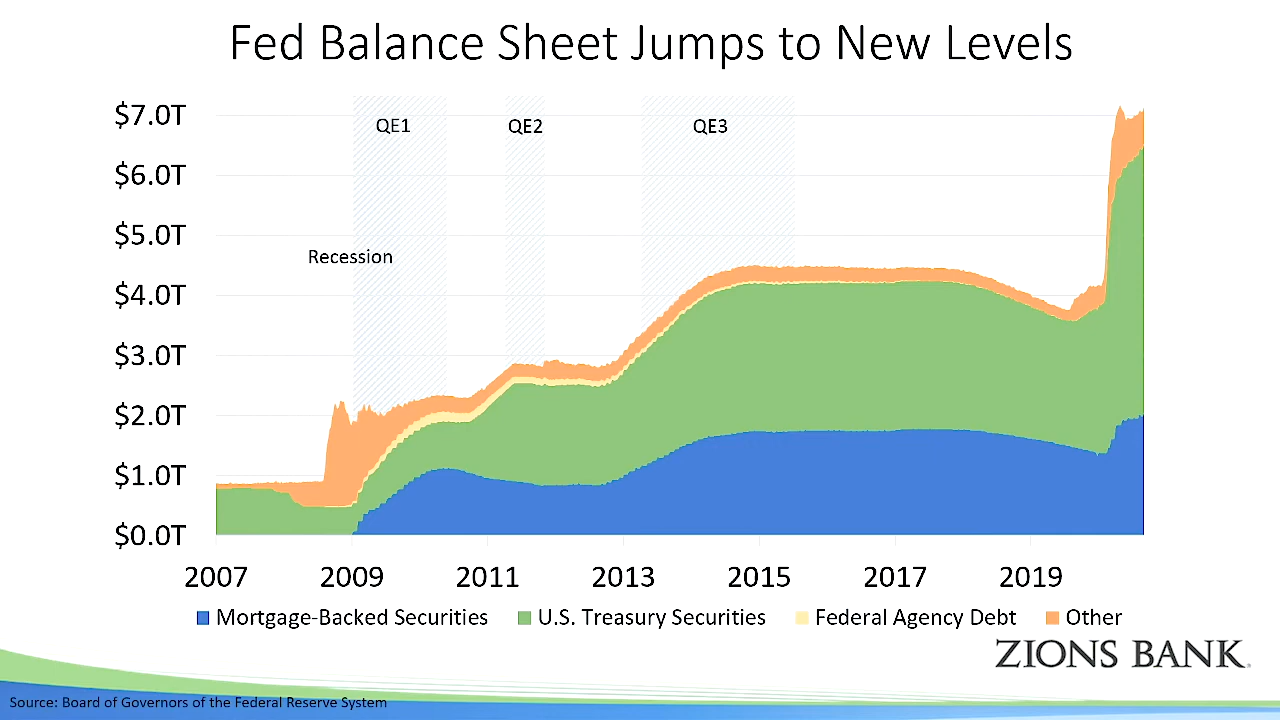 Fed Balance Sheet Jumps to New Levels
$7.0T
$6.0T
$5.0T
$4.0T
$3.0T
$2.0T
$1.0T
$0.0T
QE1
QE2
QE3
Recession
2007 2009 2011 2013 2015 2017 2019
Mortgage-Backed Securities U.S. Treasury Securities Federal Agency Debt Other
ZIONS BANK.
Source: Board of Governors of the Federal Reserve System